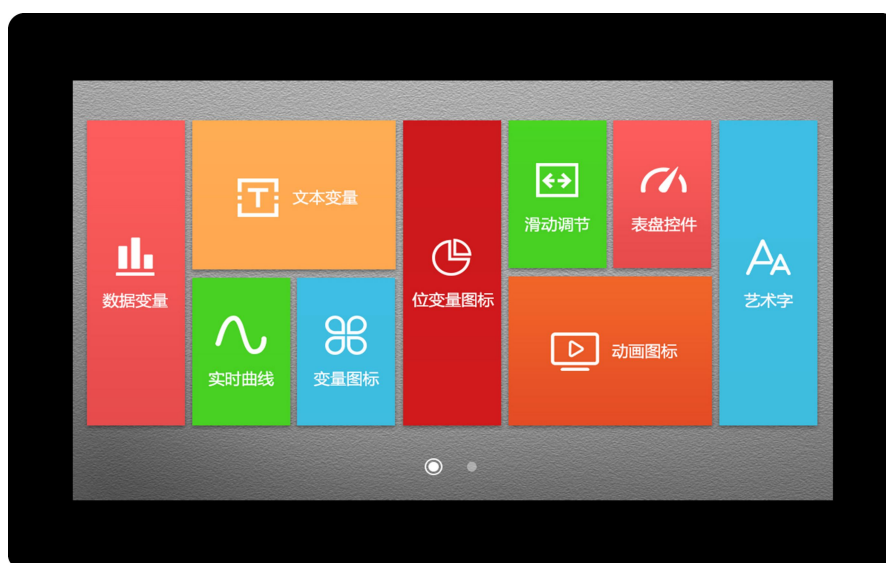 数据变量
文本变量
实时曲线
变量图标
位变量图标
滑动调节
表盘控件
动画图标
艺术字